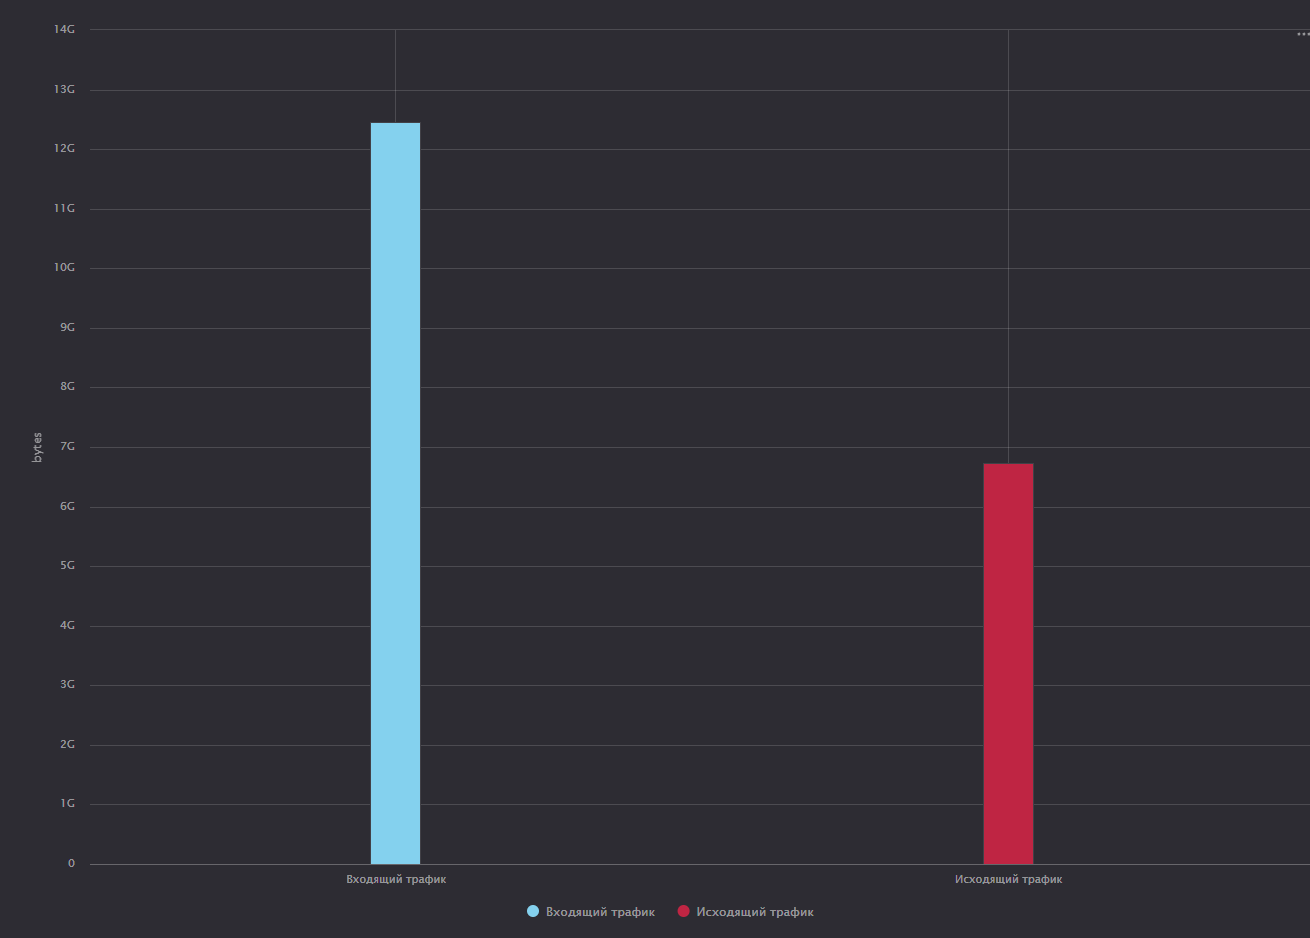 14G
13G
12G
11G
10G
9G
8G
7G
6G
5G
4G
3G
2G
1G
0
bytes
Входящий трафик
Исходящий трафик
Входящий трафик
Исходящий трафик